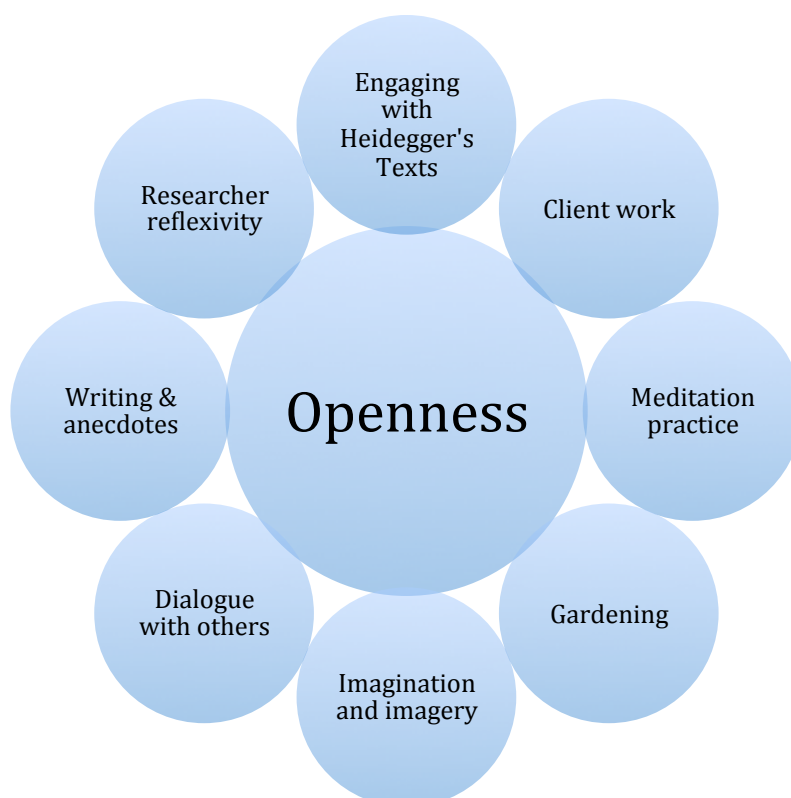 Engaging
with
Heidegger's
Texts
Client work
Meditation
practice
Gardening
Imagination
and imagery
Dialogue
with others
Writing &
anecdotes
Researcher
reflexivity
Openness